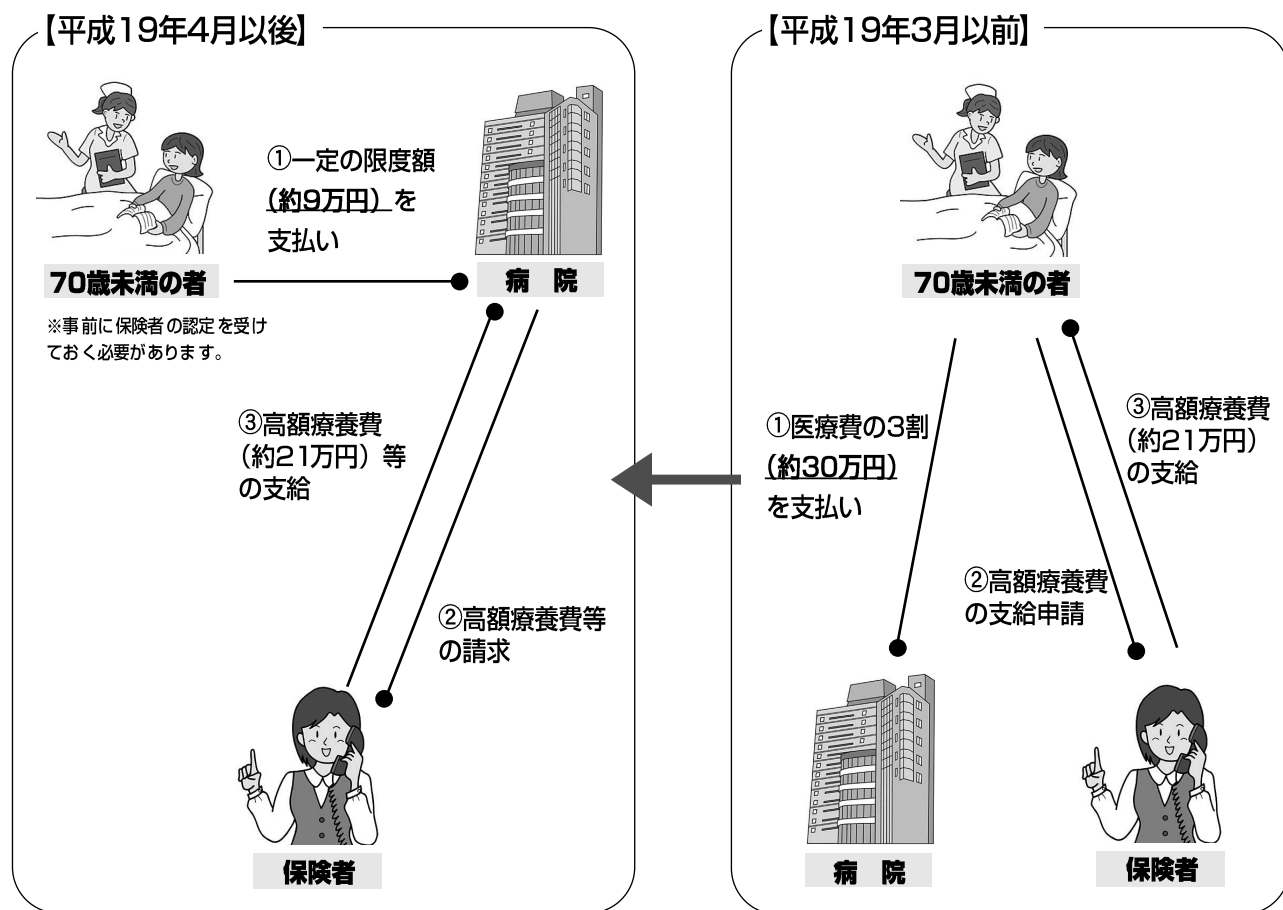 【平成19年4月以後】
①一定の限度額
(約9万円)を
支払い
70歳未満の者
病 院
※事前に保険者の認定を受け
ておく必要があります。
③高額療養費
(約21万円)等
の支給
②高額療養費等
の請求
保険者
【平成19年3月以前】
70歳未満の者
①医療費の3割
(約30万円)
を支払い
③高額療養費
(約21万円)
の支給
②高額療養費
の支給申請
病 院
保険者